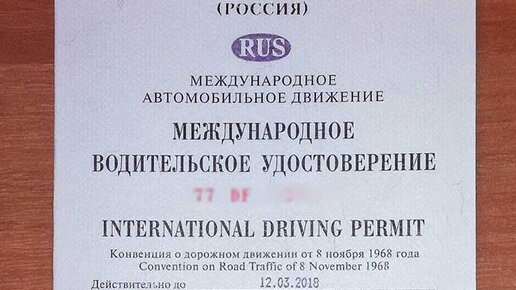 (РОССИЯ)
RUS
МЕЖДУНАРОДНОЕ
АВТОМОБИЛЬНОЕ ДВИЖЕНИЕ
МЕЖДУНАРОДНОЕ
ВОДИТЕЛЬСКОЕ УДОСТОВЕРЕНИЕ
77 DF
INTERNATIONAL DRIVING PERMIT
Конвенция о дорожном движении от 8 ноября 1968 года
Convention on Road Traffic of 8 November 1968
Действительно до 12.03.2018